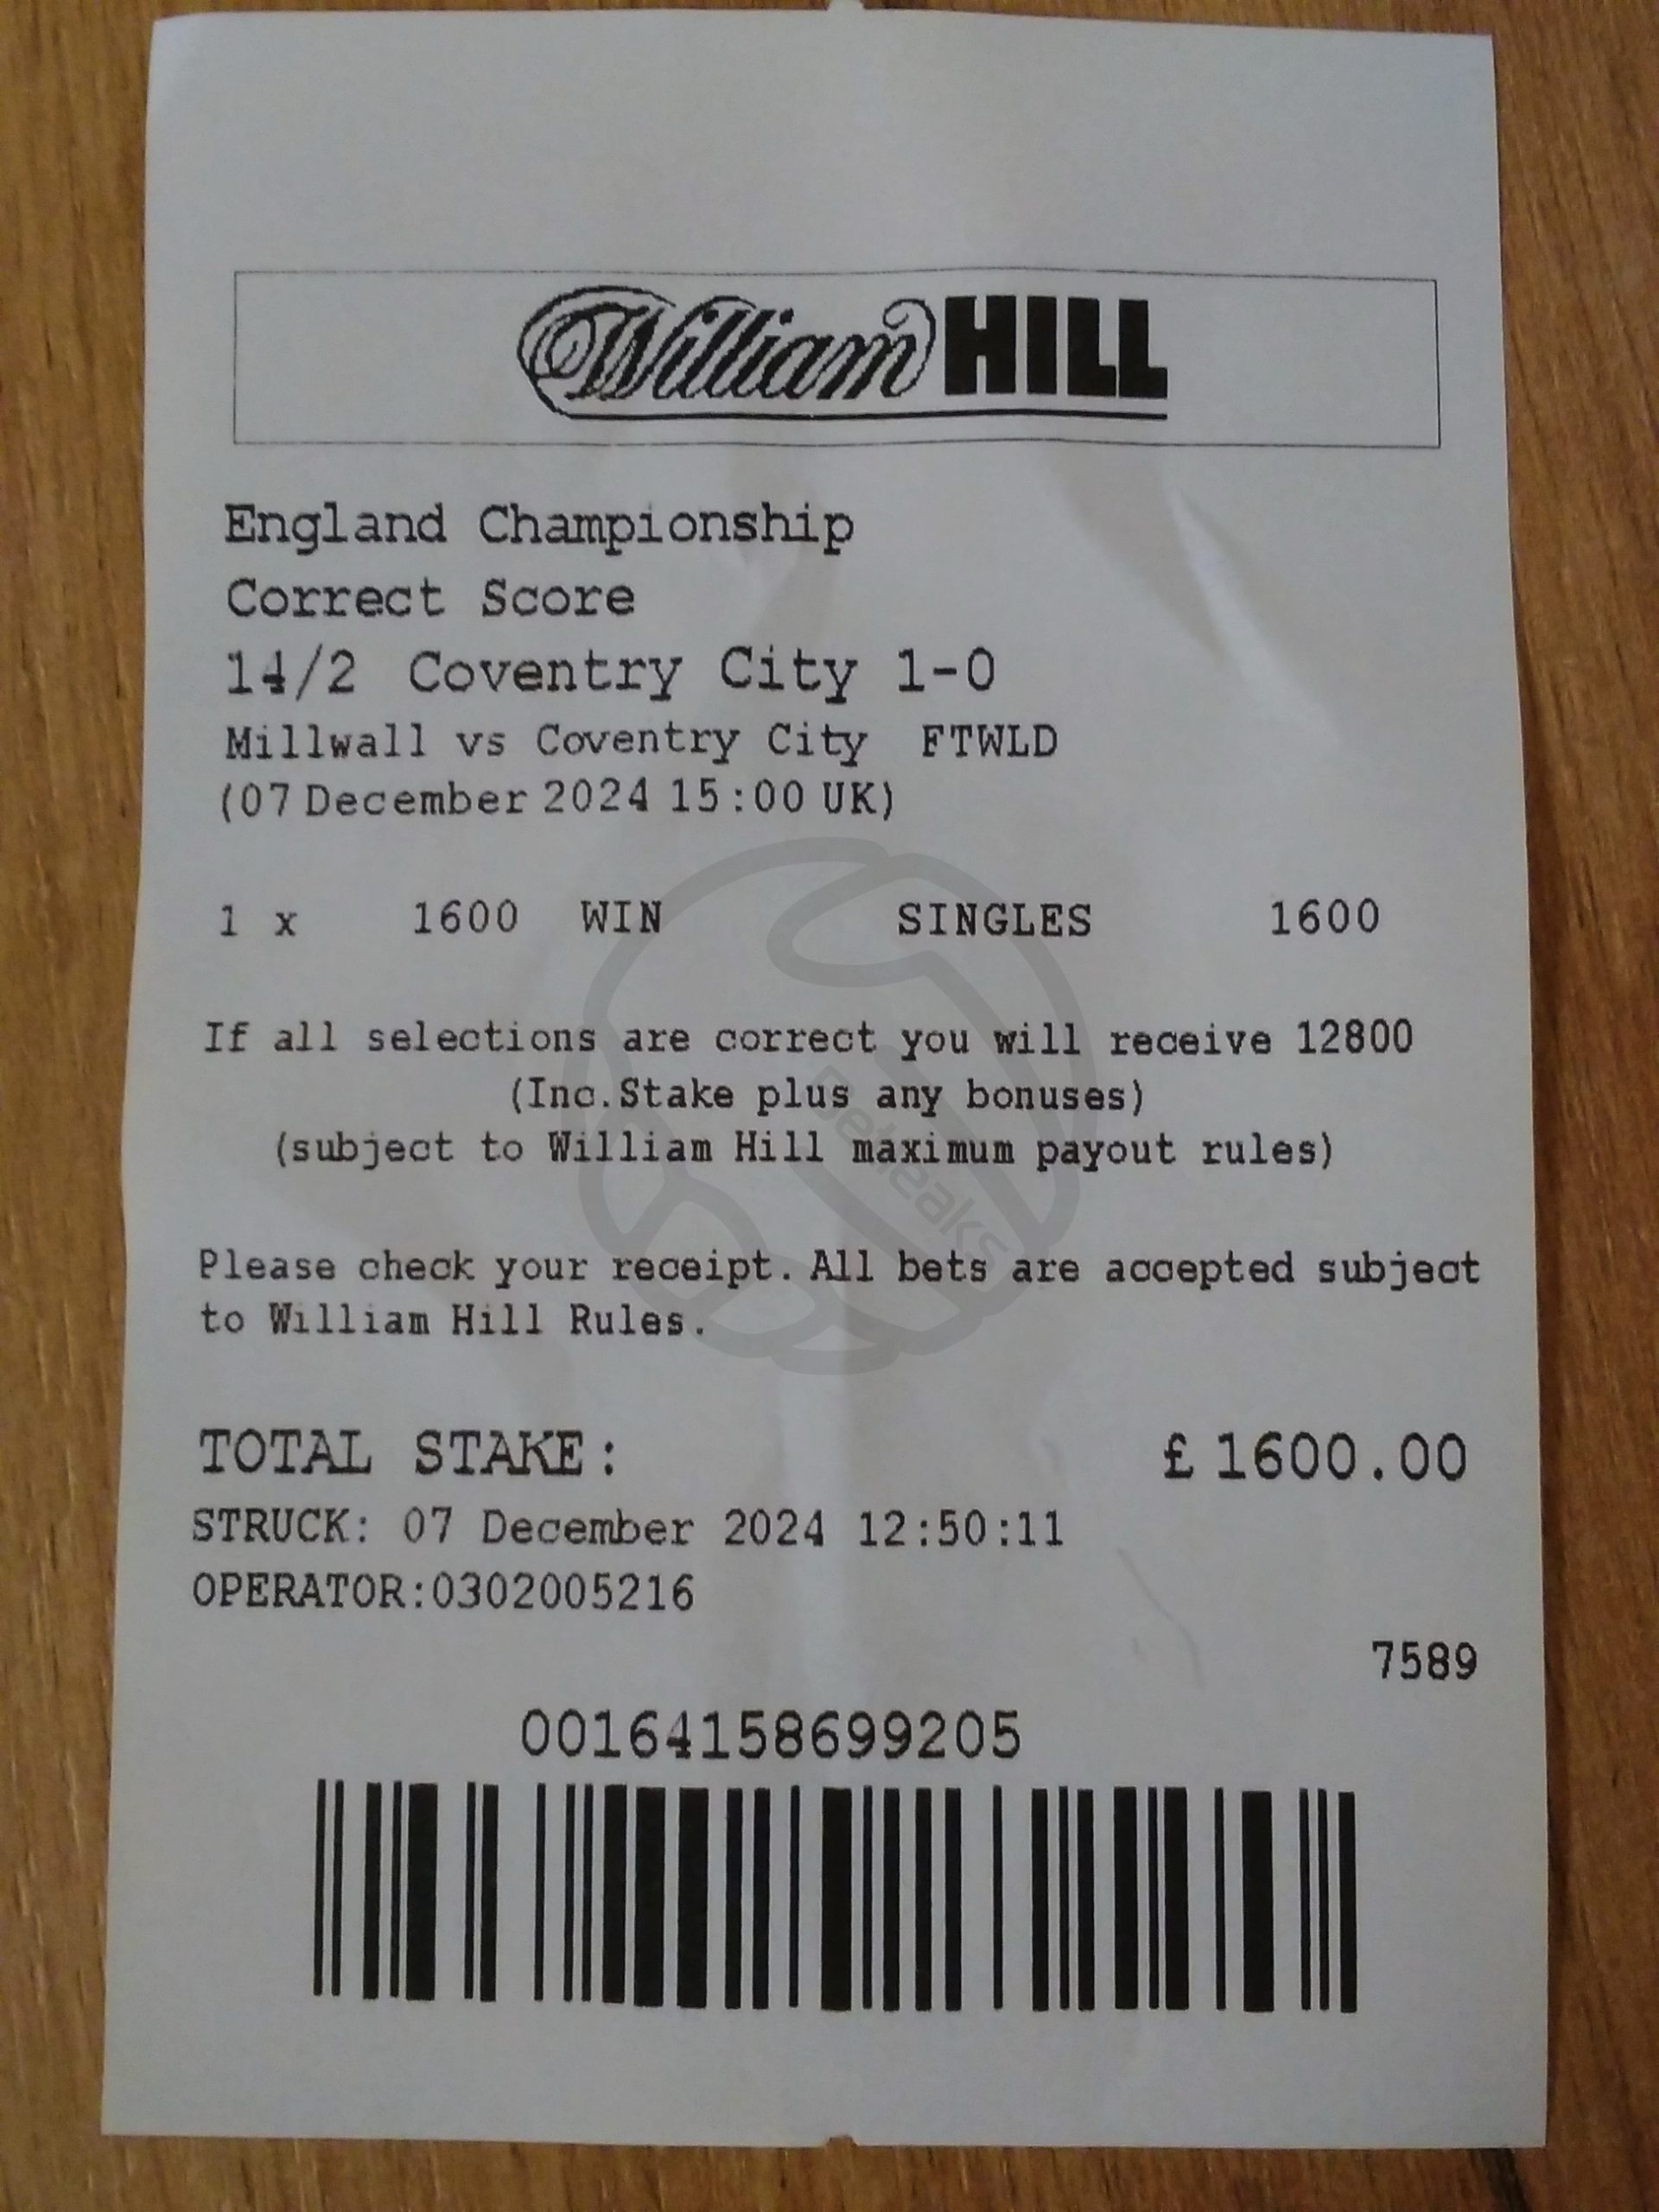 William HILL
England Championship
Correct Score
14/2 Coventry City 1-0
Millwall vs Coventry City FTWLD
(07 December 2024 15:00 UK)
1 x 1600 WIN SINGLES 1600
If all selections are correct you will receive 12800
(Inc.Stake plus any bonuses)
(subject to William Hill maximum payout rules)
Please check your receipt. All bets are accepted subject
to William Hill Rules.
TOTAL STAKE: £ 1600.00
STRUCK: 07 December 2024 12:50:11
OPERATOR:0302005216
7589
00164158699205